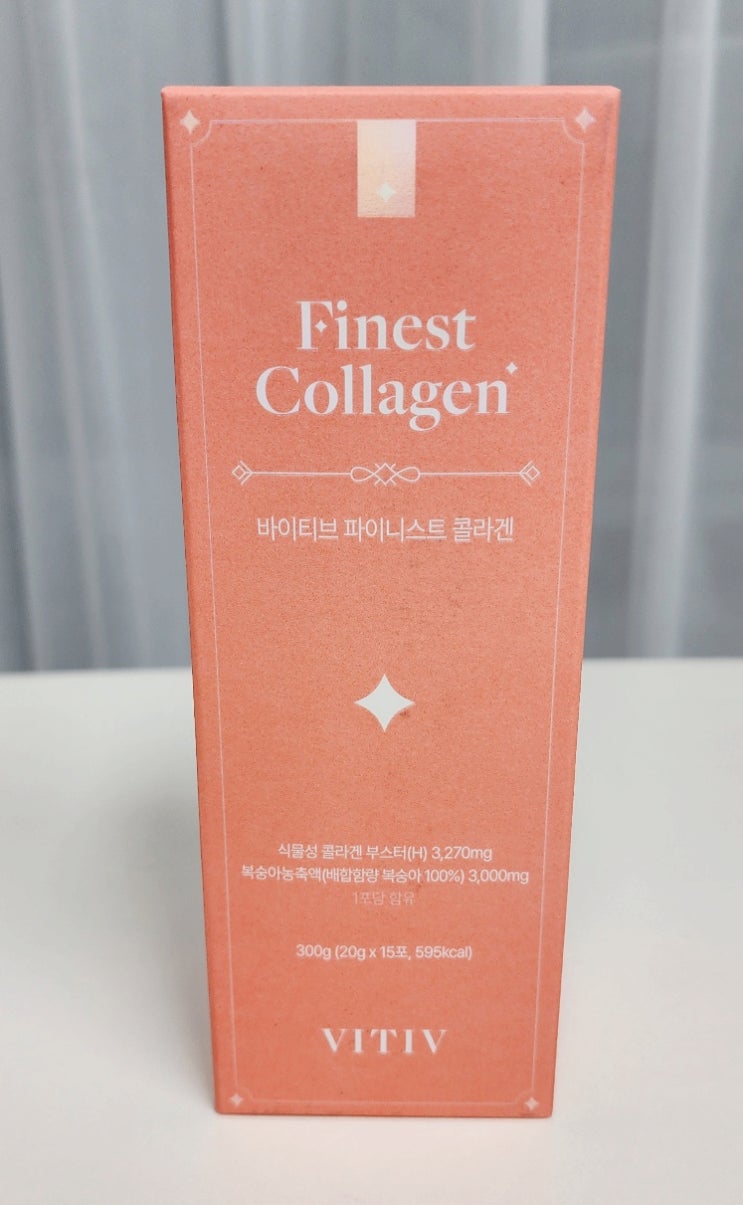 Finest
Collagen
바이티브 파이니스트 콜라겐
식물성 콜라겐 부스터(H) 3,270mg
복숭아농축액(배합함량 복숭아 100%) 3,000mg
1포당 함유
300g (20g x 15포, 595kcal)
VITIV